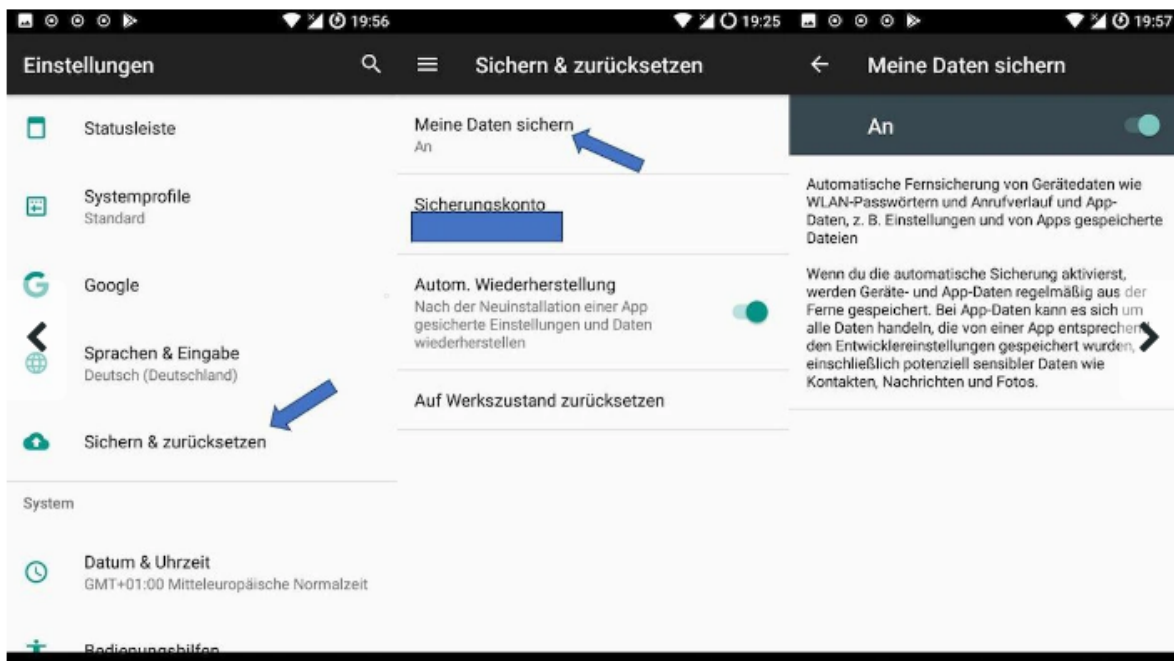 19:56
Einstellungen
Statusleiste
Systemprofile
Standard
Google
Sprachen & Eingabe
Deutsch (Deutschland)
Sichern & zurücksetzen
System
Datum & Uhrzeit
GMT+01:00 Mitteleuropäische Normalzeit
Bedienungshilfen
19:25
Sichern & zurücksetzen
Meine Daten sichern
An
Sicherungskonto
Autom. Wiederherstellung
Nach der Neuinstallation einer App
gesicherte Einstellungen und Daten
wiederherstellen
Auf Werkszustand zurücksetzen
19:57
Meine Daten sichern
An
Automatische Fernsicherung von Gerätedaten wie
WLAN-Passwörtern und Anrufverlauf und App-
Daten, z. B. Einstellungen und von Apps gespeicherte
Dateien
Wenn du die automatische Sicherung aktivierst,
werden Geräte- und App-Daten regelmäßig aus der
Ferne gespeichert. Bei App-Daten kann es sich um
alle Daten handeln, die von einer App entsprechend
den Entwicklereinstellungen gespeichert wurden,
einschließlich potenziell sensibler Daten wie
Kontakten, Nachrichten und Fotos.